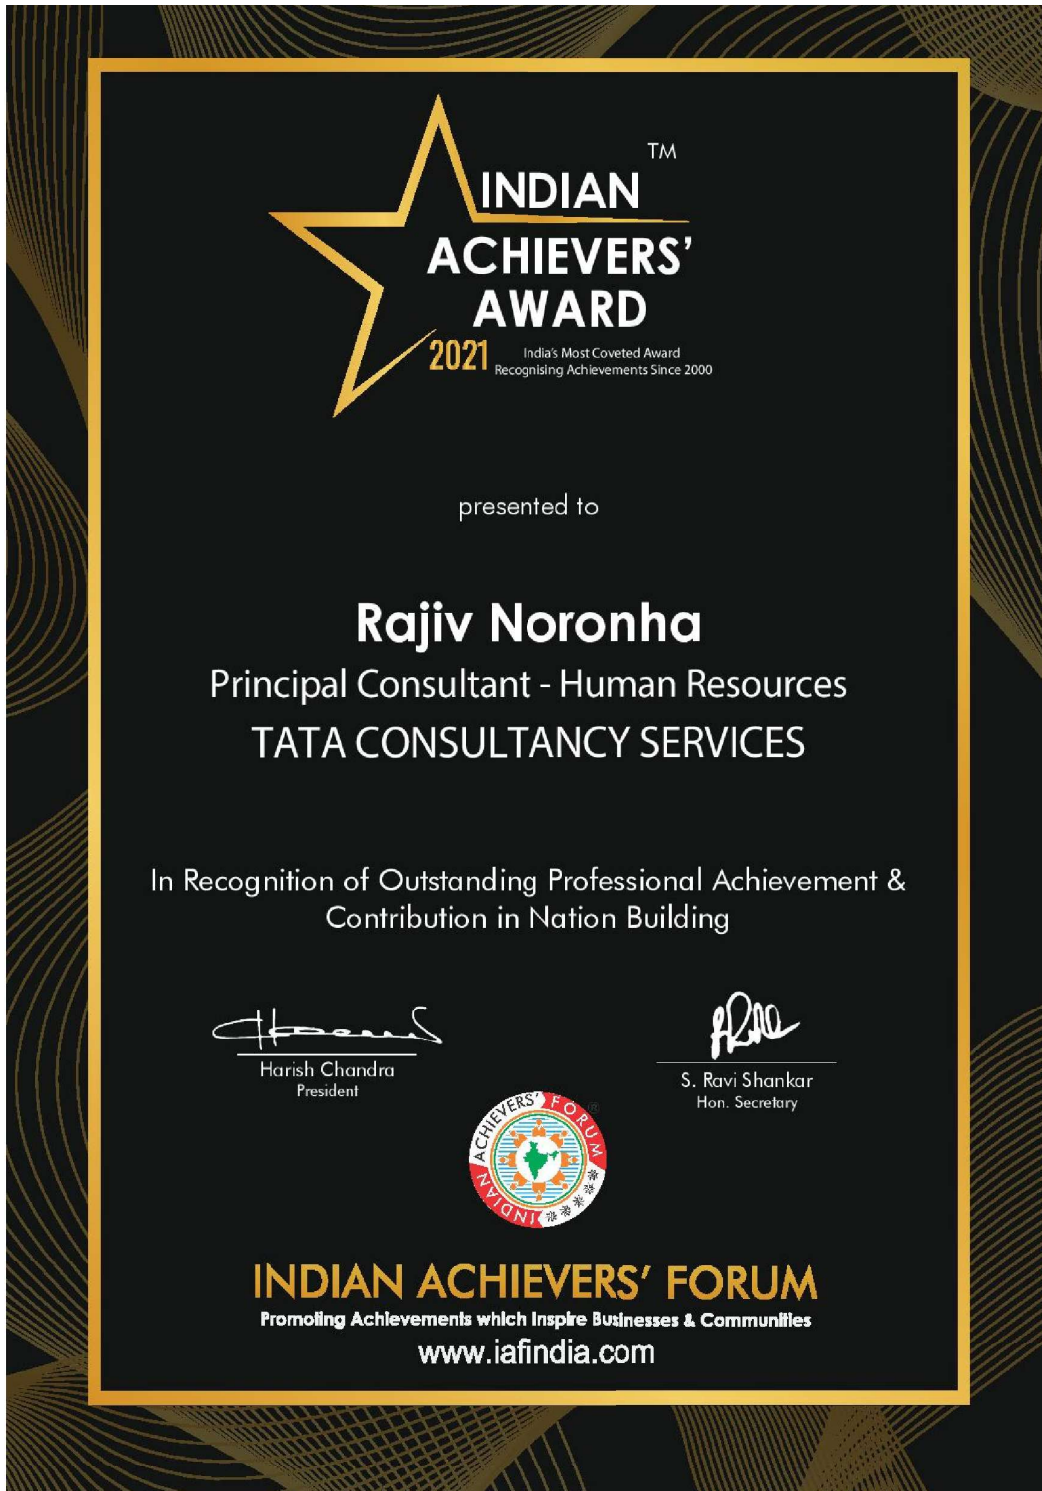 TM
INDIAN
ACHIEVERS'
AWARD
2021
India's Most Coveted Award
Recognising Achievements Since 2000
presented to
Rajiv Noronha
Principal Consultant - Human Resources
TATA CONSULTANCY SERVICES
In Recognition of Outstanding Professional Achievement &
Contribution in Nation Building
Harish Chandra
President
S. Ravi Shankar
Hon. Secretary
INDIAN ACHIEVERS' FORUM
®
INDIAN ACHIEVERS' FORUM
Promoting Achievements which Inspire Businesses & Communities
www.iafindia.com